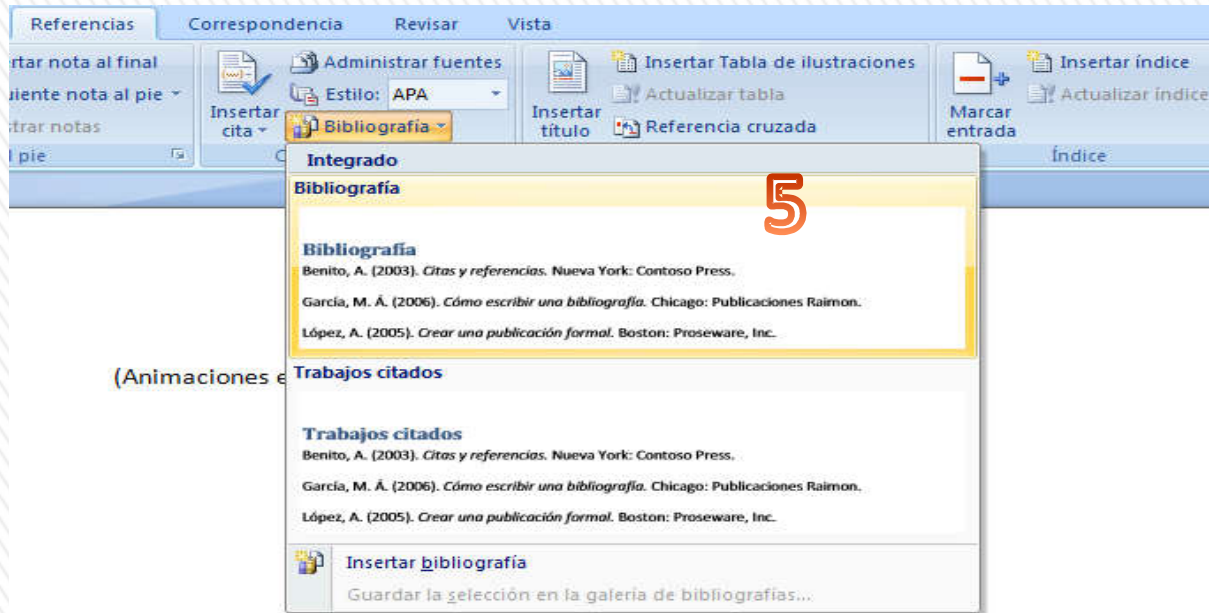 Referencias Correspondencia Revisar Vista
rtar nota al final
uiente nota al pie
trar notas
pie
Insertar cita
Administrar fuentes
Estilo: APA
Bibliografía
C
Insertar título
Insertar Tabla de ilustraciones
Actualizar tabla
Referencia cruzada
Marcar entrada
Insertar índice
Actualizar índice
Índice
Integrado
Bibliografía
5
Bibliografía
Benito, A. (2003). Citas y referencias. Nueva York: Contoso Press.
García, M. Á. (2006). Cómo escribir una bibliografía. Chicago: Publicaciones Raimon.
López, A. (2005). Crear una publicación formal. Boston: Proseware, Inc.
(Animaciones e
Trabajos citados
Trabajos citados
Benito, A. (2003). Citas y referencias. Nueva York: Contoso Press.
García, M. Á. (2006). Cómo escribir una bibliografía. Chicago: Publicaciones Raimon.
López, A. (2005). Crear una publicación formal. Boston: Proseware, Inc.
Insertar bibliografía
Guardar la selección en la galería de bibliografías...